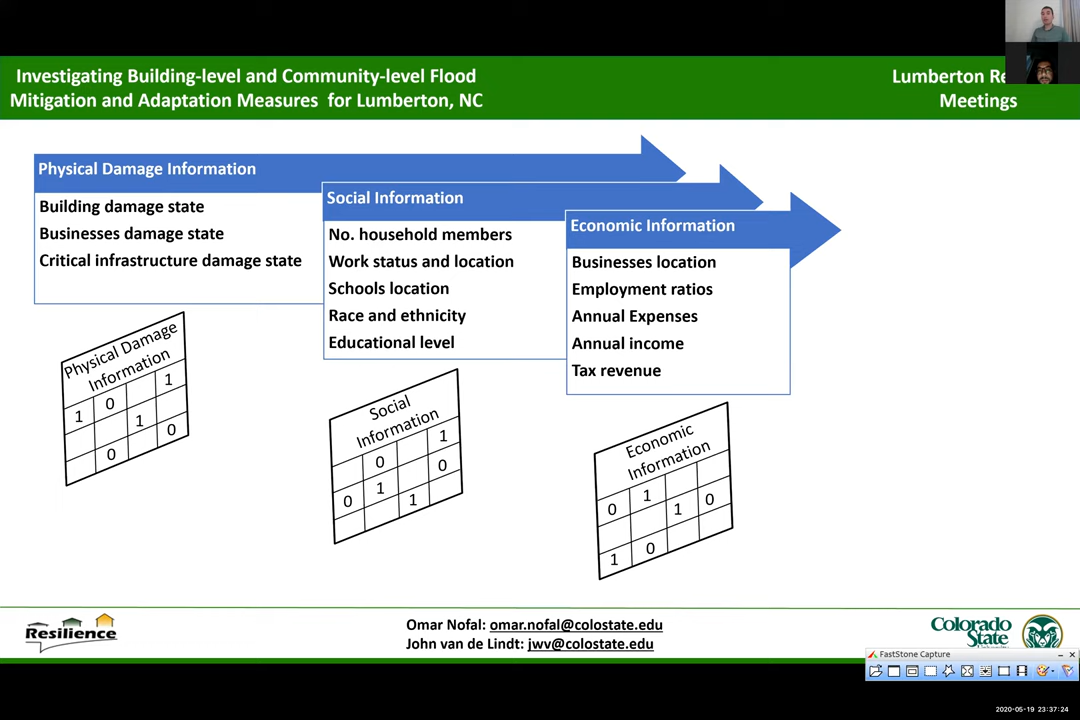 Investigating Building-level and Community-level Flood
Mitigation and Adaptation Measures for Lumberton, NC
Lumberton Re
Meetings
Physical Damage Information
Building damage state
Businesses damage state
Critical infrastructure damage state
Social Information
No. household members
Work status and location
Schools location
Race and ethnicity
Educational level
Economic Information
Businesses location
Employment ratios
Annual Expenses
Annual income
Tax revenue
Physical Damage
Information
1 0 1
1 0
0
Social
Information
0 1
0 1 0
1
Economic
Information
0 1
1 0
1 0
Resilience
Omar Nofal: omar.nofal@colostate.edu
John van de Lindt: jwv@colostate.edu
Colorado
State
FastStone Capture
2020-05-19 23:37:24